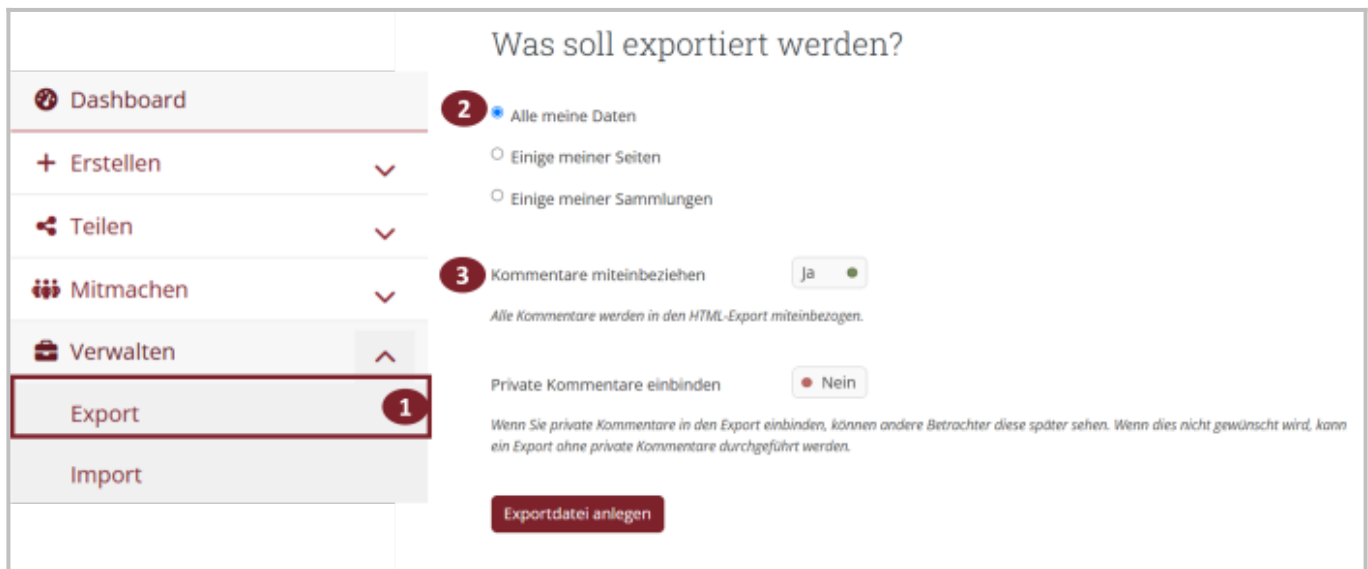 Was soll exportiert werden?
Dashboard
Erstellen
Teilen
Mitmachen
Verwalten
Export
1
Import
2
Alle meine Daten
Einige meiner Seiten
Einige meiner Sammlungen
3
Kommentare miteinbeziehen
Ja
Alle Kommentare werden in den HTML-Export miteinbezogen.
Private Kommentare einbinden
Nein
Wenn Sie private Kommentare in den Export einbinden, können andere Betrachter diese später sehen. Wenn dies nicht gewünscht wird, kann
ein Export ohne private Kommentare durchgeführt werden.
Exportdatei anlegen